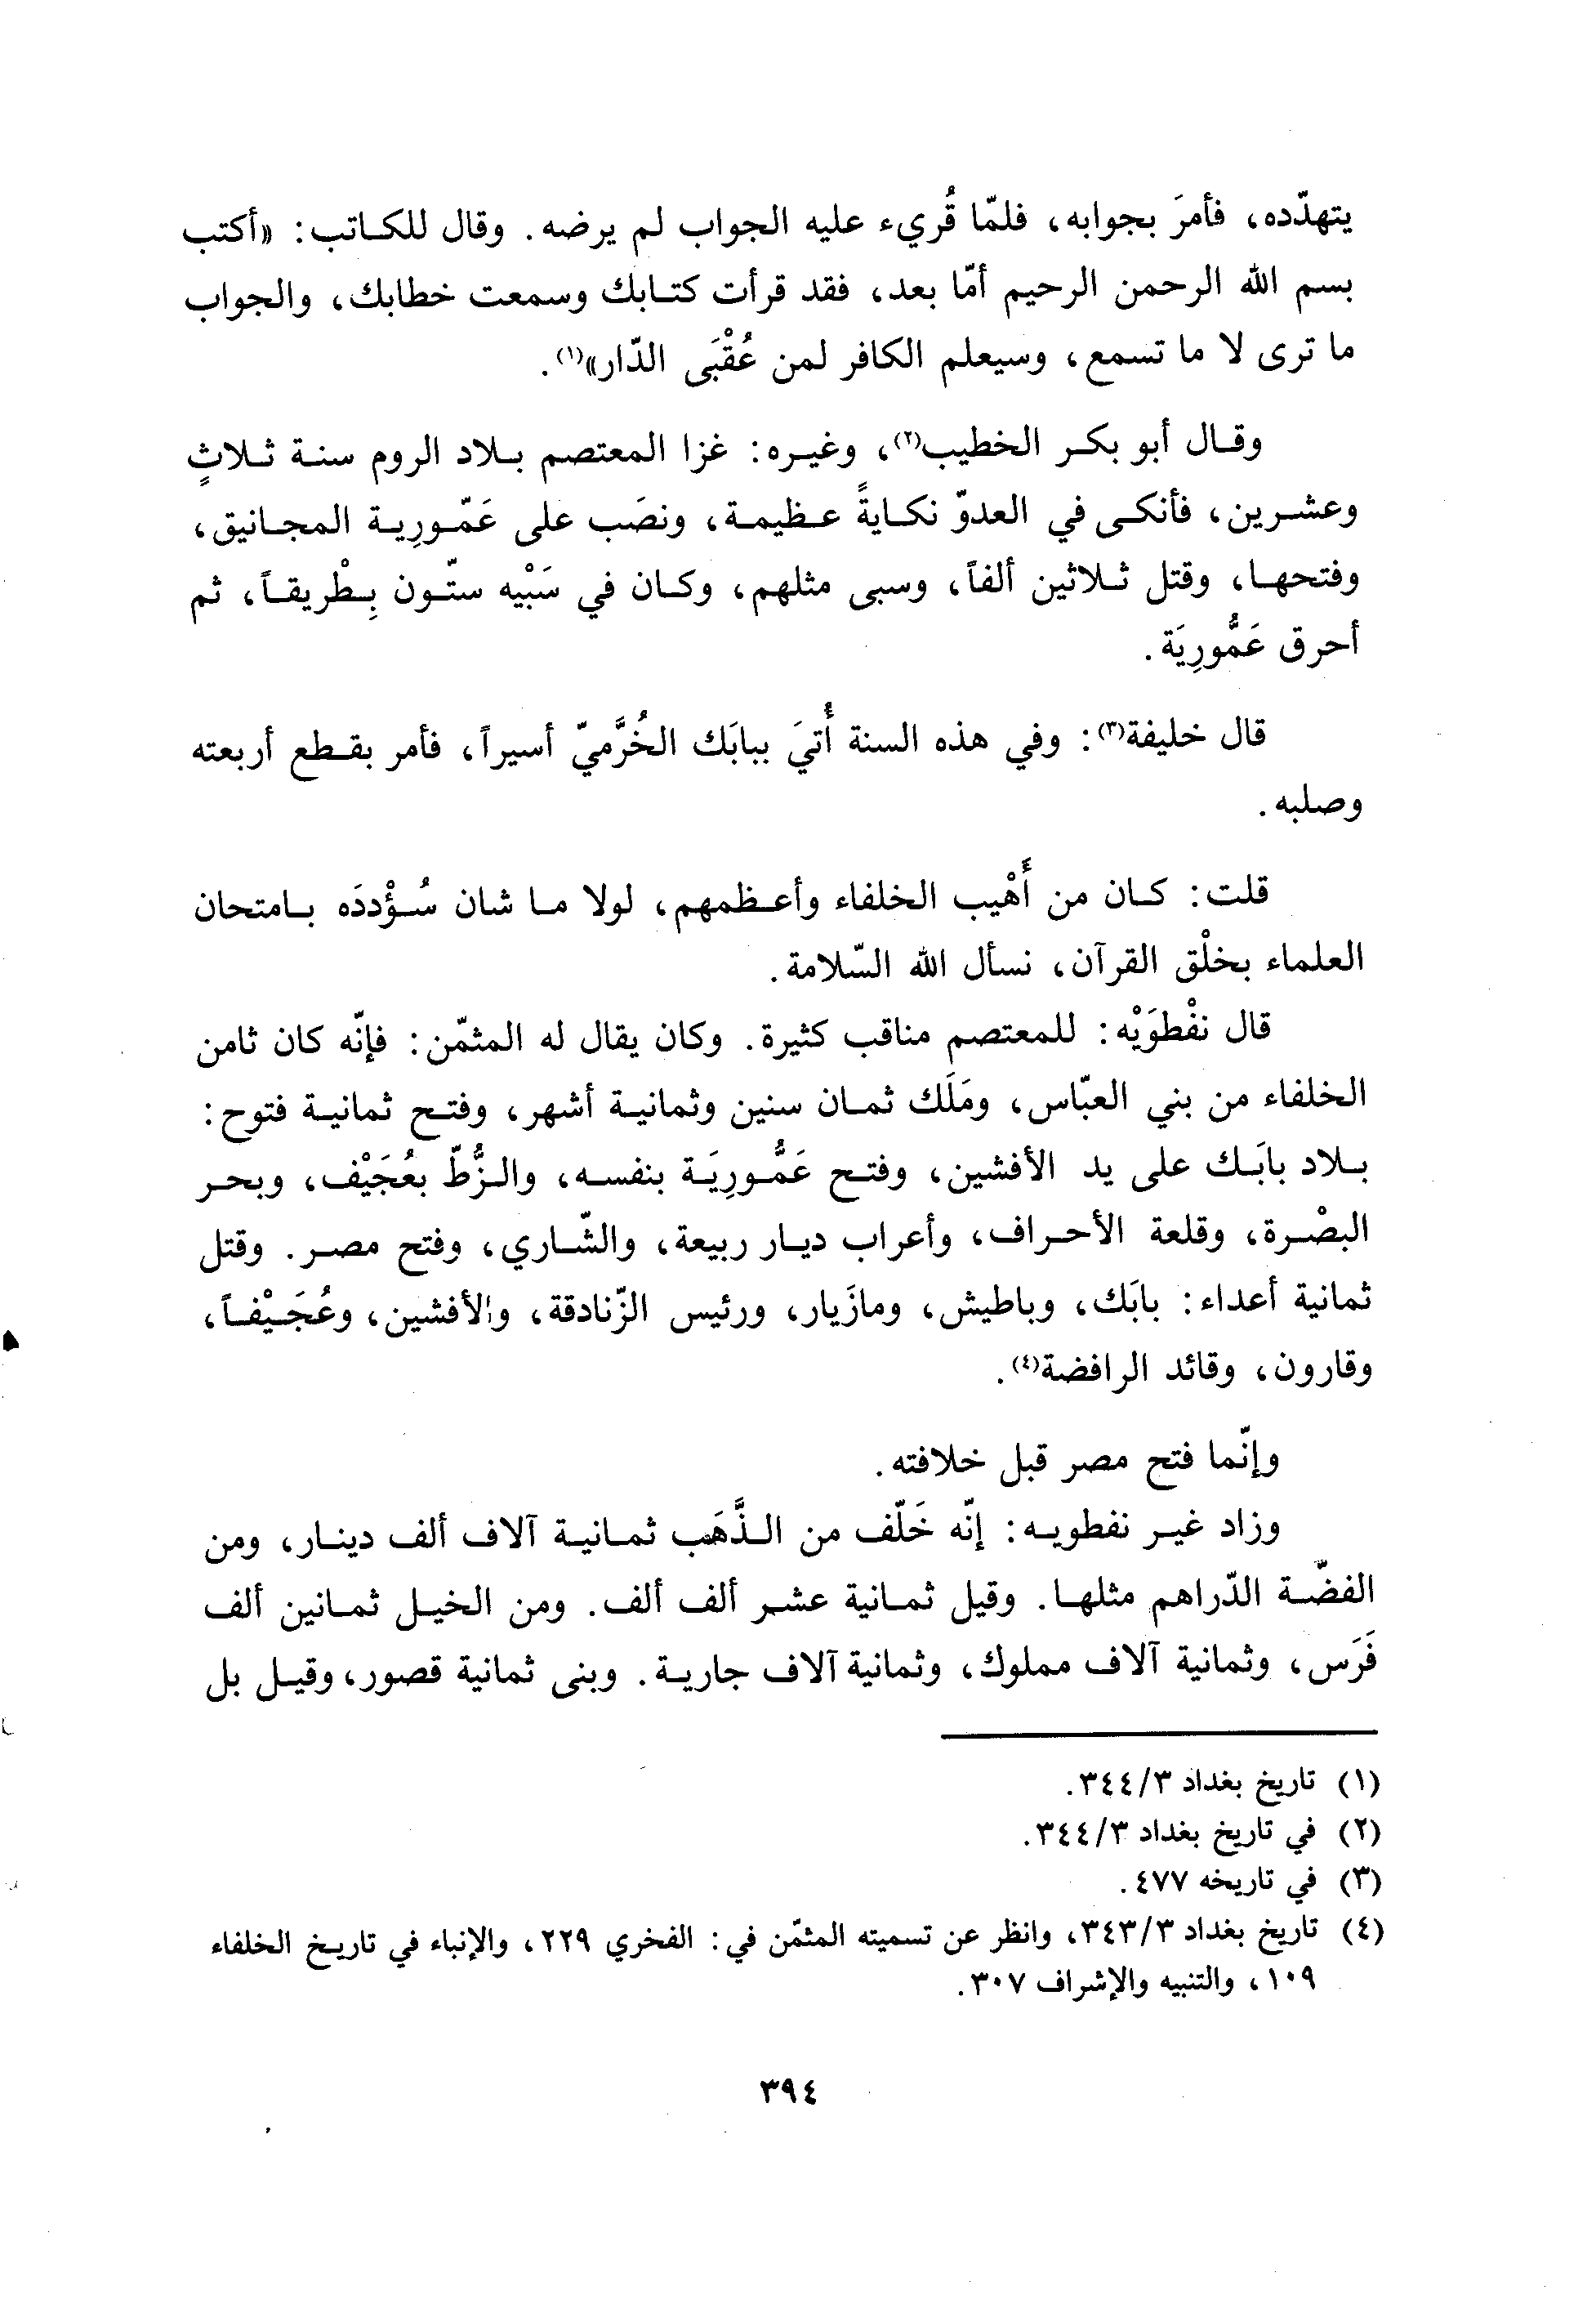 يتهدّده، فأمرَ بجوابه، فلمّا قُرىء عليه الجواب لم يرضه. وقال للكاتب: «أكتب
بسم الله الرحمن الرحيم أمّا بعد، فقد قرأت كتابك وسمعت خطابك، والجواب
ما ترى لا ما تسمع، وسيعلم الكافر لمن عُقْبَى الدّار»(١).
وقال أبو بكر الخطيب(٢)، وغيره: غزا المعتصم بلاد الروم سنة ثلاثٍ
وعشرين، فأنكى في العدوّ نكايةً عظيمة، ونصَب على عَمّورِية المجانيق،
وفتحها، وقتل ثلاثين ألفاً، وسبى مثلهم، وكان في سَبْيه ستّون بِطْريقاً، ثم
أحرق عَمُّورِيَة.
قال خليفة(٣): وفي هذه السنة أُتيَ ببابَك الخُرَّميّ أسيراً، فأمر بقطع أربعته
وصلبه.
قلت: كان من أَهْيب الخلفاء وأعظمهم، لولا ما شان سُؤْددَه بامتحان
العلماء بخلْق القرآن، نسأل الله السّلامة.
قال نفْطوَيْه: للمعتصم مناقب كثيرة. وكان يقال له المثمّن: فإنّه كان ثامن
الخلفاء من بني العبّاس، ومَلَك ثمان سنين وثمانية أشهر، وفتح ثمانية فتوح:
بلاد بابَك على يد الأفشين، وفتح عَمُّورِيَة بنفسه، والزُّطّ بعُجَيْف، وبحر
البصْرة، وقلعة الأحراف، وأعراب ديار ربيعة، والشّاري، وفتح مصر. وقتل
ثمانية أعداء: بابَك، وباطيش، ومازَيار، ورئيس الزّنادقة، والأفشين، وعُجَيْفاً،
وقارون، وقائد الرافضة(٤).
وإنّما فتح مصر قبل خلافته.
وزاد غير نفطويه: إنّه خَلّف من الذَّهَب ثمانية آلاف ألف دينار، ومن
الفضّة الدّراهم مثلها. وقيل ثمانية عشر ألف ألف. ومن الخيل ثمانين ألف
فَرَس، وثمانية آلاف مملوك، وثمانية آلاف جارية. وبنى ثمانية قصور، وقيل بل
(١) تاريخ بغداد ٣/٣٤٤.
(٢) في تاريخ بغداد ٣/٣٤٤.
(٣) في تاريخه ٤٧٧.
(٤) تاريخ بغداد ٣/٣٤٣، وانظر عن تسميته المثمّن في: الفخري ٢٢٩، والإنباء في تاريخ الخلفاء
١٠٩، والتنبيه والإشراف ٣٠٧.
٣٩٤